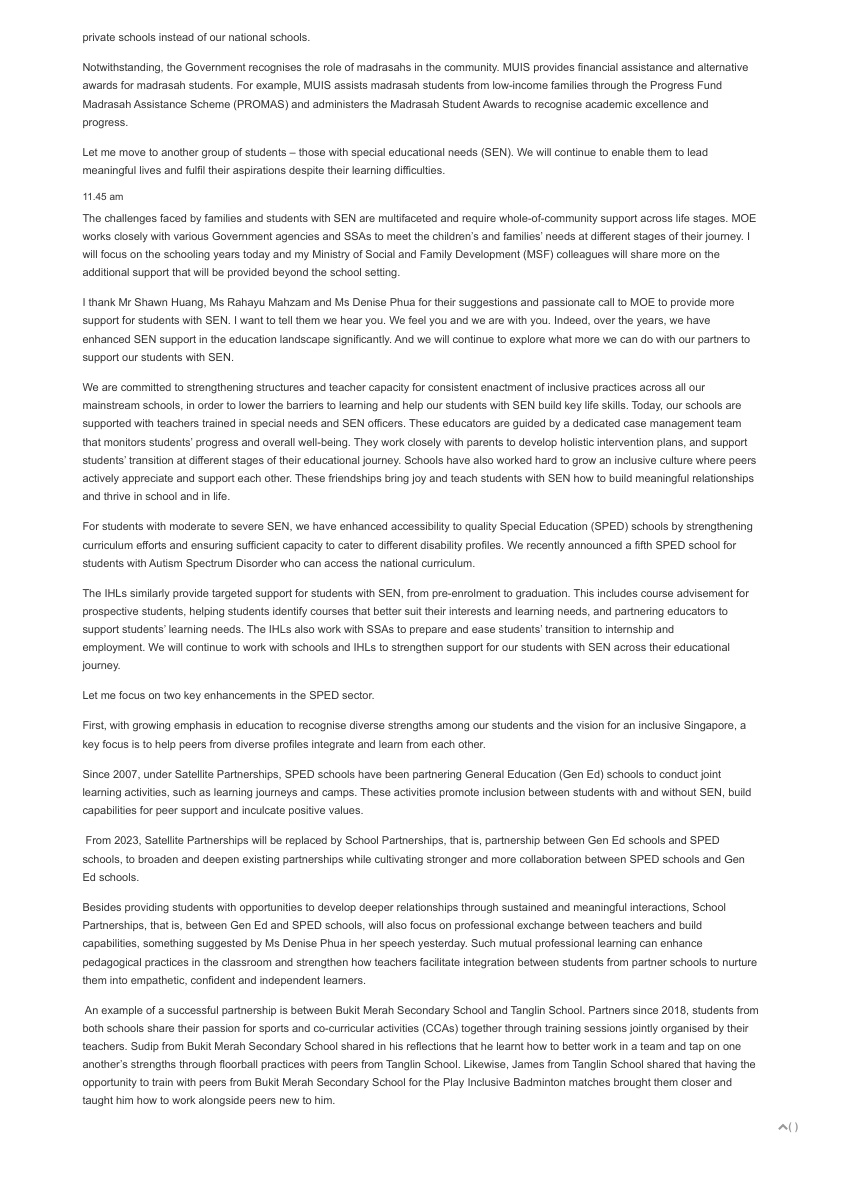 private schools instead of our national schools.
Notwithstanding, the Government recognises the role of madrasahs in the community. MUIS provides financial assistance and alternative
awards for madrasah students. For example, MUIS assists madrasah students from low-income families through the Progress Fund
Madrasah Assistance Scheme (PROMAS) and administers the Madrasah Student Awards to recognise academic excellence and
progress.
Let me move to another group of students – those with special educational needs (SEN). We will continue to enable them to lead
meaningful lives and fulfil their aspirations despite their learning difficulties.
11.45 am
The challenges faced by families and students with SEN are multifaceted and require whole-of-community support across life stages. MOE
works closely with various Government agencies and SSAs to meet the children's and families' needs at different stages of their journey. I
will focus on the schooling years today and my Ministry of Social and Family Development (MSF) colleagues will share more on the
additional support that will be provided beyond the school setting.
I thank Mr Shawn Huang, Ms Rahayu Mahzam and Ms Denise Phua for their suggestions and passionate call to MOE to provide more
support for students with SEN. I want to tell them we hear you. We feel you and we are with you. Indeed, over the years, we have
enhanced SEN support in the education landscape significantly. And we will continue to explore what more we can do with our partners to
support our students with SEN.
We are committed to strengthening structures and teacher capacity for consistent enactment of inclusive practices across all our
mainstream schools, in order to lower the barriers to learning and help our students with SEN build key life skills. Today, our schools are
supported with teachers trained in special needs and SEN officers. These educators are guided by a dedicated case management team
that monitors students' progress and overall well-being. They work closely with parents to develop holistic intervention plans, and support
students' transition at different stages of their educational journey. Schools have also worked hard to grow an inclusive culture where peers
actively appreciate and support each other. These friendships bring joy and teach students with SEN how to build meaningful relationships
and thrive in school and in life.
For students with moderate to severe SEN, we have enhanced accessibility to quality Special Education (SPED) schools by strengthening
curriculum efforts and ensuring sufficient capacity to cater to different disability profiles. We recently announced a fifth SPED school for
students with Autism Spectrum Disorder who can access the national curriculum.
The IHLs similarly provide targeted support for students with SEN, from pre-enrolment to graduation. This includes course advisement for
prospective students, helping students identify courses that better suit their interests and learning needs, and partnering educators to
support students' learning needs. The IHLs also work with SSAs to prepare and ease students' transition to internship and
employment. We will continue to work with schools and IHLs to strengthen support for our students with SEN across their educational
journey.
Let me focus on two key enhancements in the SPED sector.
First, with growing emphasis in education to recognise diverse strengths among our students and the vision for an inclusive Singapore, a
key focus is to help peers from diverse profiles integrate and learn from each other.
Since 2007, under Satellite Partnerships, SPED schools have been partnering General Education (Gen Ed) schools to conduct joint
learning activities, such as learning journeys and camps. These activities promote inclusion between students with and without SEN, build
capabilities for peer support and inculcate positive values.
From 2023, Satellite Partnerships will be replaced by School Partnerships, that is, partnership between Gen Ed schools and SPED
schools, to broaden and deepen existing partnerships while cultivating stronger and more collaboration between SPED schools and Gen
Ed schools.
Besides providing students with opportunities to develop deeper relationships through sustained and meaningful interactions, School
Partnerships, that is, between Gen Ed and SPED schools, will also focus on professional exchange between teachers and build
capabilities, something suggested by Ms Denise Phua in her speech yesterday. Such mutual professional learning can enhance
pedagogical practices in the classroom and strengthen how teachers facilitate integration between students from partner schools to nurture
them into empathetic, confident and independent learners.
An example of a successful partnership is between Bukit Merah Secondary School and Tanglin School. Partners since 2018, students from
both schools share their passion for sports and co-curricular activities (CCAs) together through training sessions jointly organised by their
teachers. Sudip from Bukit Merah Secondary School shared in his reflections that he learnt how to better work in a team and tap on one
another's strengths through floorball practices with peers from Tanglin School. Likewise, James from Tanglin School shared that having the
opportunity to train with peers from Bukit Merah Secondary School for the Play Inclusive Badminton matches brought them closer and
taught him how to work alongside peers new to him.
( )